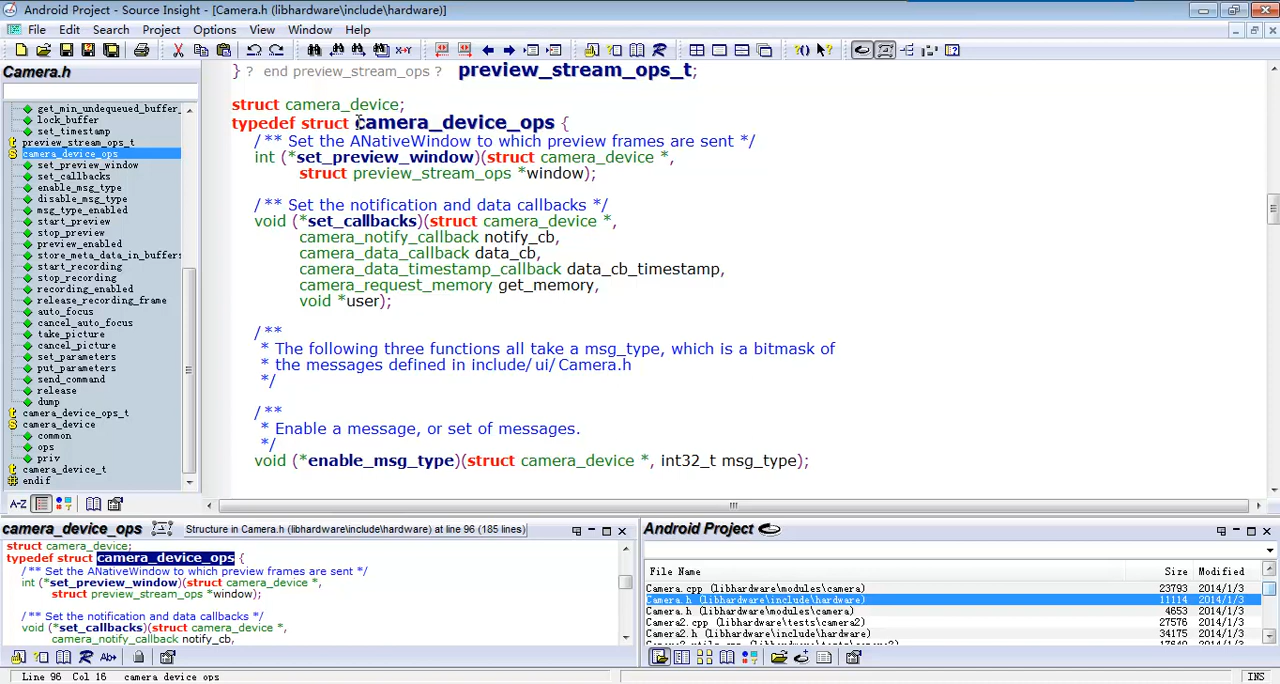 Android Project - Source Insight - [Camera.h (libhardware\include\hardware)]
File Edit Search Project Options View Window Help
Camera.h
} ? end preview_stream_ops ? preview_stream_ops_t;
struct camera_device;
typedef struct camera_device_ops {
/** Set the ANativeWindow to which preview frames are sent */
int (*set_preview_window)(struct camera_device *,
struct preview_stream_ops *window);
/** Set the notification and data callbacks */
void (*set_callbacks)(struct camera_device *,
camera_notify_callback notify_cb,
camera_data_callback data_cb,
camera_data_timestamp_callback data_cb_timestamp,
camera_request_memory get_memory,
void *user);
/**
* The following three functions all take a msg_type, which is a bitmask of
* the messages defined in include/ui/Camera.h
*/
/**
* Enable a message, or set of messages.
*/
void (*enable_msg_type)(struct camera_device *, int32_t msg_type);
get_min_undequeued_buffer_
lock_buffer
set_timestamp
preview_stream_ops_t
camera_device_ops
set_preview_window
set_callbacks
enable_msg_type
disable_msg_type
msg_type_enabled
start_preview
stop_preview
preview_enabled
store_meta_data_in_buffers
start_recording
stop_recording
recording_enabled
release_recording_frame
auto_focus
cancel_auto_focus
take_picture
cancel_picture
set_parameters
put_parameters
send_command
release
dump
camera_device_ops_t
camera_device
common
ops
priv
camera_device_t
endif
A-Z
camera_device_ops Structure in Camera.h (libhardware\include\hardware) at line 96 (185 lines)
struct camera_device;
typedef struct camera_device_ops {
/** Set the ANativeWindow to which preview frames are sent */
int (*set_preview_window)(struct camera_device *,
struct preview_stream_ops *window);
/** Set the notification and data callbacks */
void (*set_callbacks)(struct camera_device *,
camera_notify_callback notify_cb,
Android Project
File Name Size Modified
Camera.cpp (libhardware\modules\camera) 23793 2014/1/3
Camera.h (libhardware\include\hardware) 11114 2014/1/3
Camera.h (libhardware\modules\camera) 4653 2014/1/3
Camera2.cpp (libhardware\tests\camera2) 27576 2014/1/3
Camera2.h (libhardware\include\hardware) 34175 2014/1/3
Line 96 Col 16 camera_device_ops INS